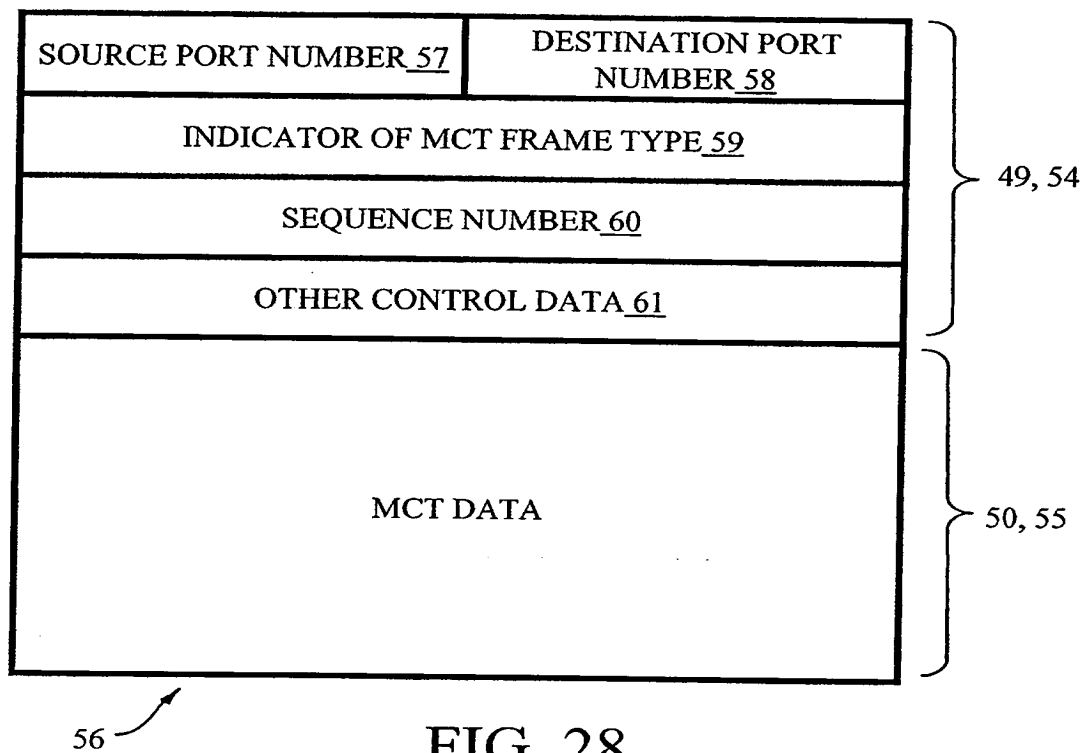 SOURCE PORT NUMBER 57
DESTINATION PORT
NUMBER 58
INDICATOR OF MCT FRAME TYPE 59
49, 54
SEQUENCE NUMBER 60
OTHER CONTROL DATA 61
MCT DATA
50, 55
56
FIG. 28